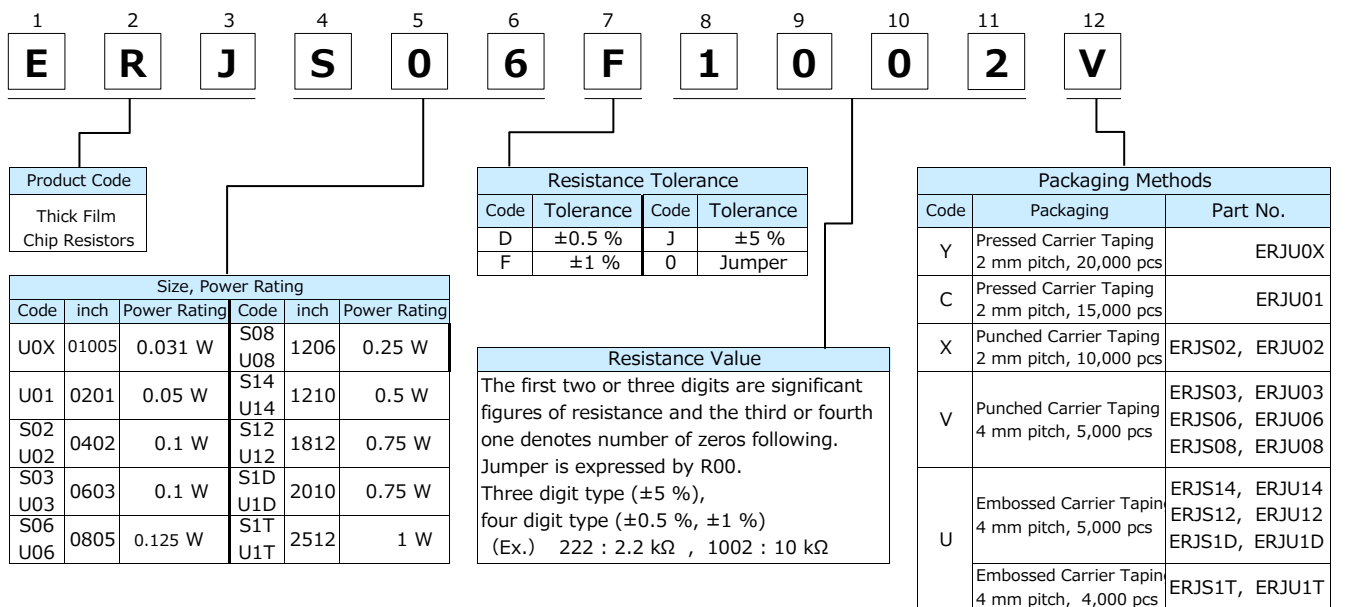 1 2 3 4 5 6 7 8 9 10 11 12
E R J S 0 6 F 1 0 0 2 V
Product Code
Thick Film
Chip Resistors
Size, Power Rating
Code inch Power Rating Code inch Power Rating
U0X 01005 0.031 W S08 U08 1206 0.25 W
U01 0201 0.05 W S14 U14 1210 0.5 W
S02 U02 0402 0.1 W S12 U12 1812 0.75 W
S03 U03 0603 0.1 W S1D U1D 2010 0.75 W
S06 U06 0805 0.125 W S1T U1T 2512 1 W
Resistance Tolerance
Code Tolerance Code Tolerance
D ±0.5 % J ±5 %
F ±1 % 0 Jumper
Resistance Value
The first two or three digits are significant
figures of resistance and the third or fourth
one denotes number of zeros following.
Jumper is expressed by R00.
Three digit type (±5 %),
four digit type (±0.5 %, ±1 %)
(Ex.) 222 : 2.2 kΩ , 1002 : 10 kΩ
Packaging Methods
Code Packaging Part No.
Y Pressed Carrier Taping
2 mm pitch, 20,000 pcs ERJU0X
C Pressed Carrier Taping
2 mm pitch, 15,000 pcs ERJU01
X Punched Carrier Taping
2 mm pitch, 10,000 pcs ERJS02, ERJU02
V Punched Carrier Taping
4 mm pitch, 5,000 pcs
ERJS03, ERJU03
ERJS06, ERJU06
ERJS08, ERJU08
U Embossed Carrier Taping
4 mm pitch, 5,000 pcs
ERJS14, ERJU14
ERJS12, ERJU12
ERJS1D, ERJU1D
Embossed Carrier Taping
4 mm pitch, 4,000 pcs ERJS1T, ERJU1T